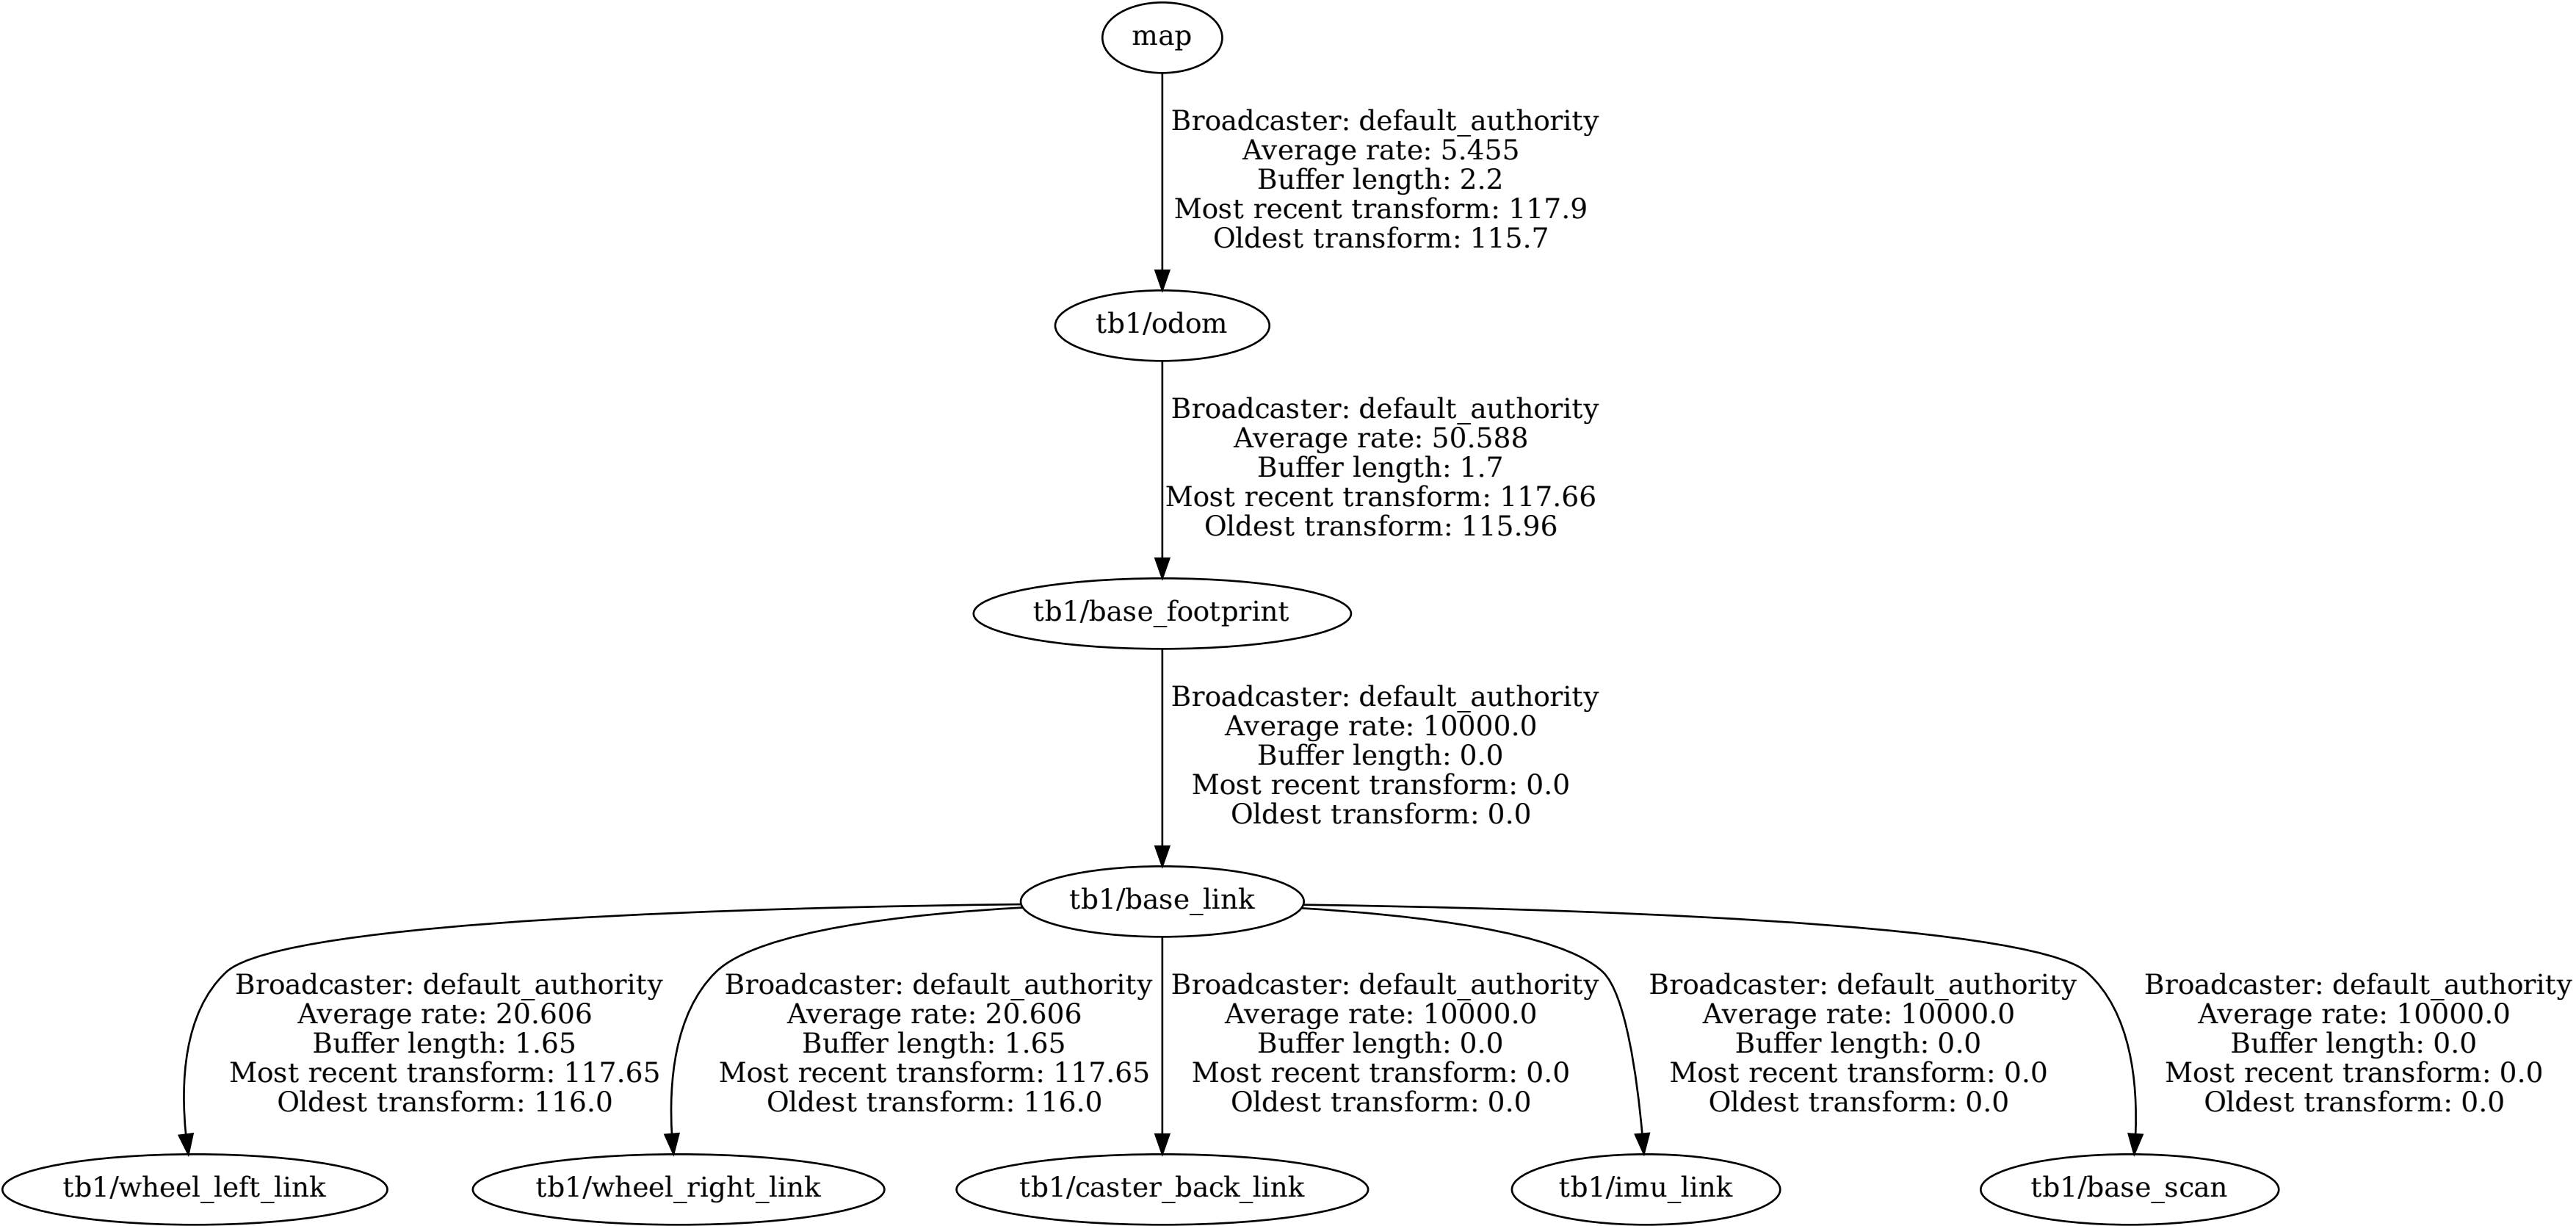 map
Broadcaster: default_authority
Average rate: 5.455
Buffer length: 2.2
Most recent transform: 117.9
Oldest transform: 115.7
tb1/odom
Broadcaster: default_authority
Average rate: 50.588
Buffer length: 1.7
Most recent transform: 117.66
Oldest transform: 115.96
tb1/base_footprint
Broadcaster: default_authority
Average rate: 10000.0
Buffer length: 0.0
Most recent transform: 0.0
Oldest transform: 0.0
tb1/base_link
Broadcaster: default_authority
Average rate: 20.606
Buffer length: 1.65
Most recent transform: 117.65
Oldest transform: 116.0
Broadcaster: default_authority
Average rate: 20.606
Buffer length: 1.65
Most recent transform: 117.65
Oldest transform: 116.0
Broadcaster: default_authority
Average rate: 10000.0
Buffer length: 0.0
Most recent transform: 0.0
Oldest transform: 0.0
Broadcaster: default_authority
Average rate: 10000.0
Buffer length: 0.0
Most recent transform: 0.0
Oldest transform: 0.0
Broadcaster: default_authority
Average rate: 10000.0
Buffer length: 0.0
Most recent transform: 0.0
Oldest transform: 0.0
tb1/wheel_left_link
tb1/wheel_right_link
tb1/caster_back_link
tb1/imu_link
tb1/base_scan